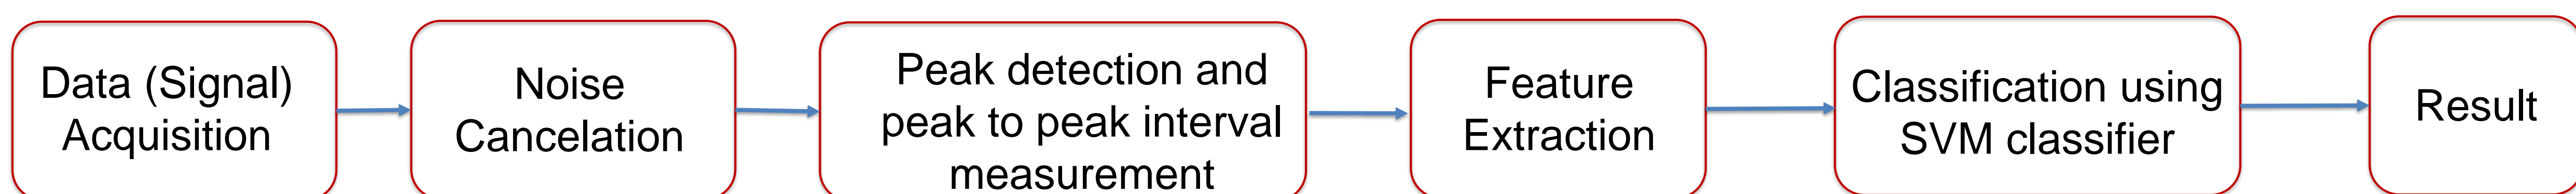 Data (Signal)
Acquisition
Noise
Cancelation
Peak detection and
peak to peak interval
measurement
Feature
Extraction
Classification using
SVM classifier
Result